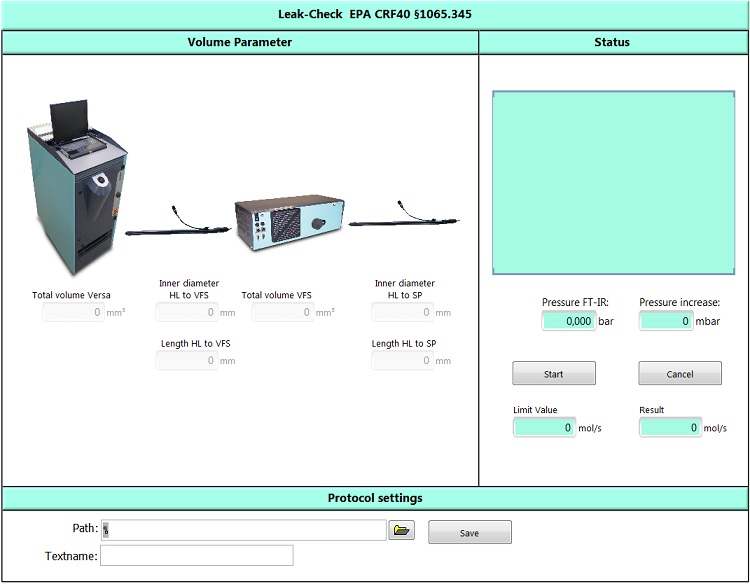 Leak-Check EPA CRF40 §1065.345
Volume Parameter
Status
Total volume Versa
0 mm³
Inner diameter
HL to VFS
0 mm
Length HL to VFS
0 mm
Total volume VFS
0 mm³
Inner diameter
HL to SP
0 mm
Length HL to SP
0 mm
Pressure FT-IR:
0,000 bar
Pressure increase:
0 mbar
Start
Cancel
Limit Value
0 mol/s
Result
0 mol/s
Protocol settings
Path:
Save
Textname: